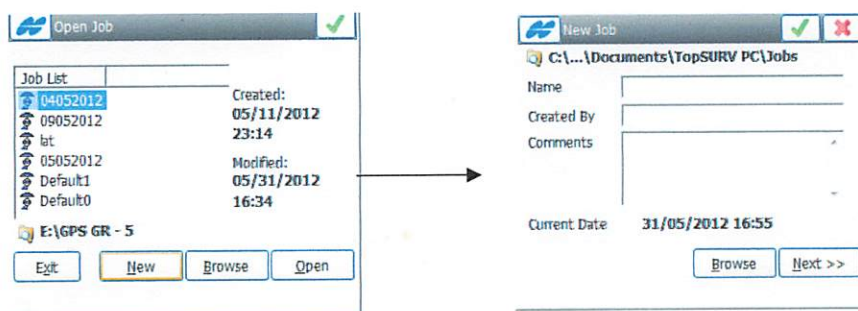 Open Job
Job List
04052012
09052012
lat
05052012
Default1
Default0
Created:
05/11/2012
23:14
Modified:
05/31/2012
16:34
E:\GPS GR - 5
Exit New Browse Open
New Job
C:\...\Documents\TopSURV PC\Jobs
Name
Created By
Comments
Current Date 31/05/2012 16:55
Browse Next >>